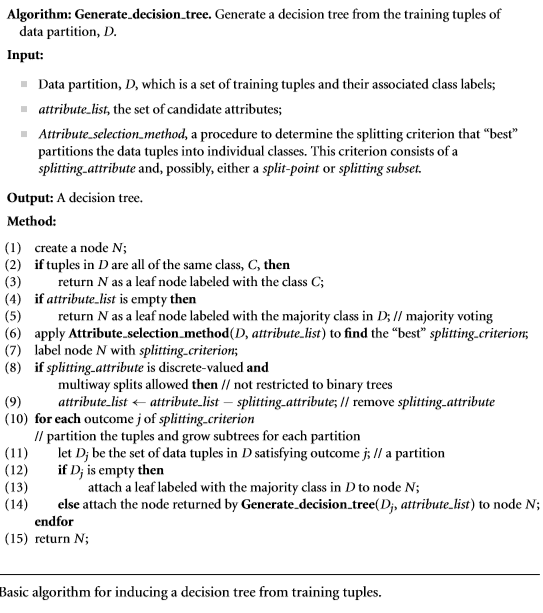 Algorithm: Generate_decision_tree. Generate a decision tree from the training tuples of
data partition, D.
Input:
Data partition, D, which is a set of training tuples and their associated class labels;
attribute_list, the set of candidate attributes;
Attribute_selection_method, a procedure to determine the splitting criterion that “best”
partitions the data tuples into individual classes. This criterion consists of a
splitting_attribute and, possibly, either a split-point or splitting subset.
Output: A decision tree.
Method:
(1) create a node N;
(2) if tuples in D are all of the same class, C, then
(3) return N as a leaf node labeled with the class C;
(4) if attribute_list is empty then
(5) return N as a leaf node labeled with the majority class in D; // majority voting
(6) apply Attribute_selection_method(D, attribute_list) to find the “best” splitting_criterion;
(7) label node N with splitting_criterion;
(8) if splitting_attribute is discrete-valued and
multiway splits allowed then // not restricted to binary trees
(9) attribute_list ← attribute_list − splitting_attribute; // remove splitting_attribute
(10) for each outcome j of splitting_criterion
// partition the tuples and grow subtrees for each partition
(11) let Dj be the set of data tuples in D satisfying outcome j; // a partition
(12) if Dj is empty then
(13) attach a leaf labeled with the majority class in D to node N;
(14) else attach the node returned by Generate_decision_tree(Dj, attribute_list) to node N;
endfor
(15) return N;
Basic algorithm for inducing a decision tree from training tuples.